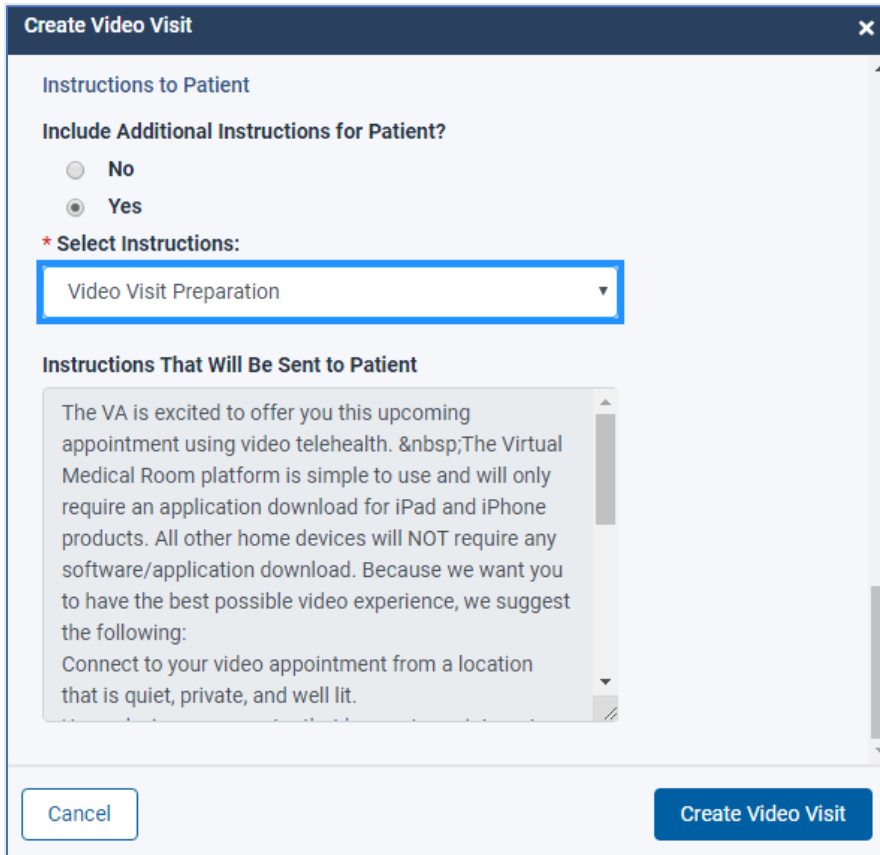 Create Video Visit ×
Instructions to Patient
Include Additional Instructions for Patient?
No
Yes
* Select Instructions:
Video Visit Preparation
Instructions That Will Be Sent to Patient
The VA is excited to offer you this upcoming
appointment using video telehealth. &nbsp;The Virtual
Medical Room platform is simple to use and will only
require an application download for iPad and iPhone
products. All other home devices will NOT require any
software/application download. Because we want you
to have the best possible video experience, we suggest
the following:
Connect to your video appointment from a location
that is quiet, private, and well lit.
Cancel
Create Video Visit